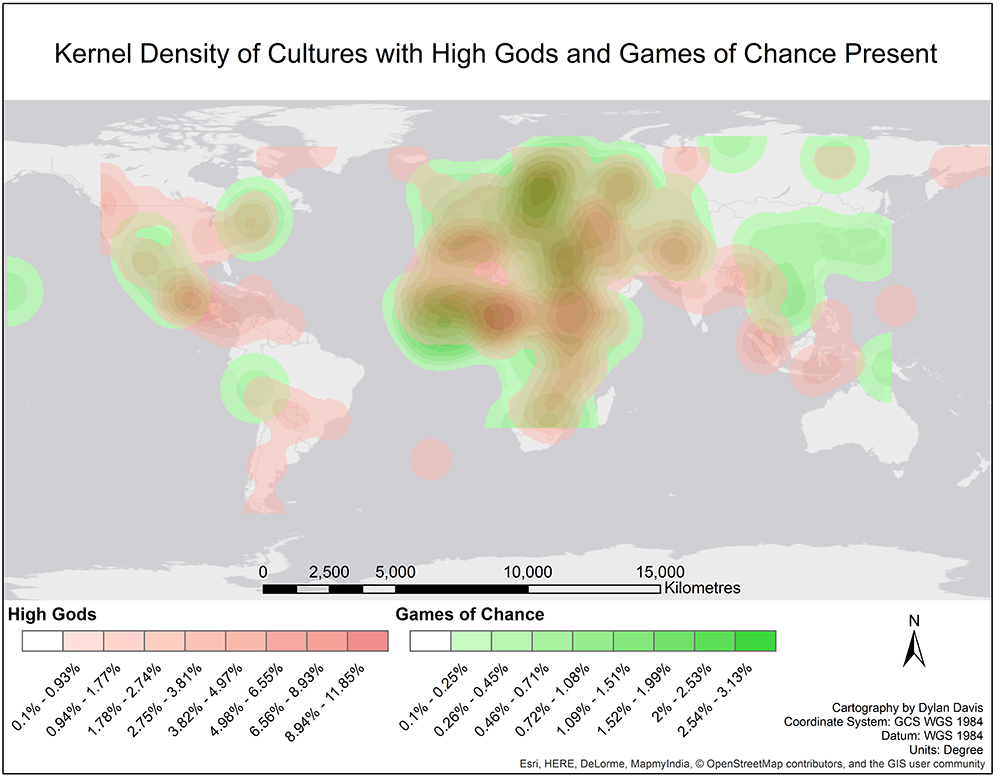 Kernel Density of Cultures with High Gods and Games of Chance Present
0 2,500 5,000 10,000 15,000
Kilometres
High Gods
0.1% - 0.93%
0.94% - 1.77%
1.78% - 2.74%
2.75% - 3.81%
3.82% - 4.97%
4.98% - 6.55%
6.56% - 8.93%
8.94% - 11.85%
Games of Chance
0.1% - 0.25%
0.26% - 0.45%
0.46% - 0.71%
0.72% - 1.08%
1.09% - 1.51%
1.52% - 1.99%
2% - 2.53%
2.54% - 3.13%
N
Cartography by Dylan Davis
Coordinate System: GCS WGS 1984
Datum: WGS 1984
Units: Degree
Esri, HERE, DeLorme, MapmyIndia, © OpenStreetMap contributors, and the GIS user community